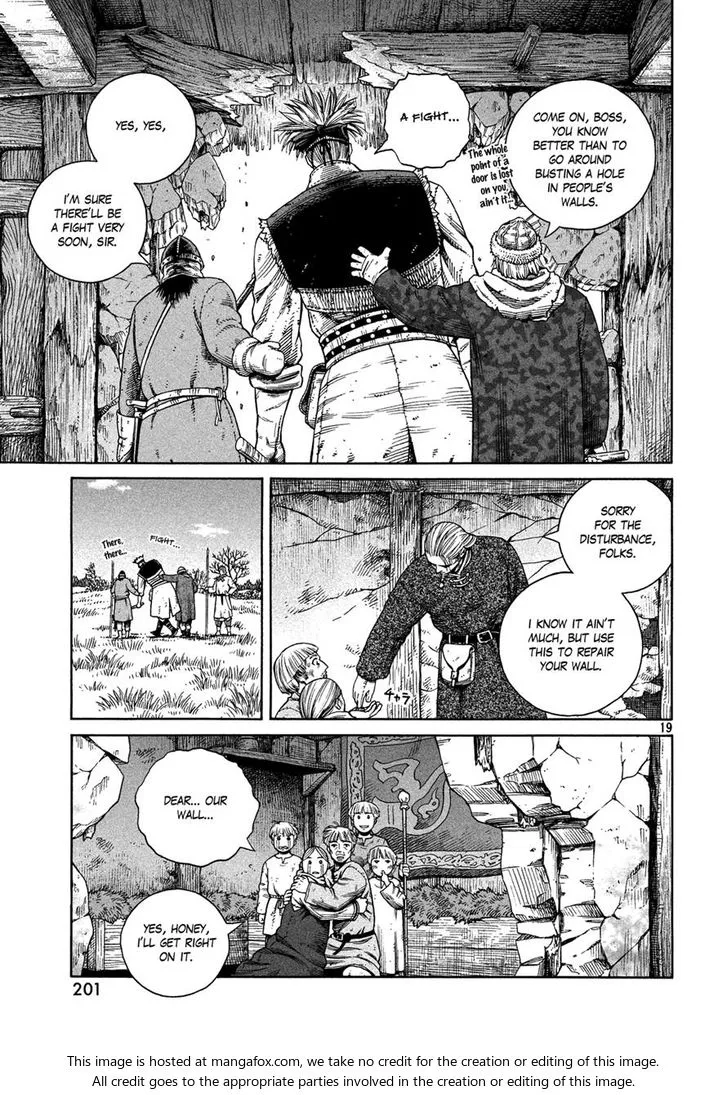 YES, YES,
I'M SURE
THERE'LL BE
A FIGHT VERY
SOON, SIR.
A FIGHT...
COME ON, BOSS,
YOU KNOW
BETTER THAN TO
GO AROUND
BUSTING A HOLE
IN PEOPLE'S
WALLS.
The whole
point of a
door is lost
on you,
ain't it...
There,
there...
FIGHT...
SORRY
FOR THE
DISTURBANCE,
FOLKS.
I KNOW IT AIN'T
MUCH, BUT USE
THIS TO REPAIR
YOUR WALL.
チャラ
19
DEAR... OUR
WALL...
YES, HONEY,
I'LL GET RIGHT
ON IT.
201
This image is hosted at mangafox.com, we take no credit for the creation or editing of this image.
All credit goes to the appropriate parties involved in the creation or editing of this image.